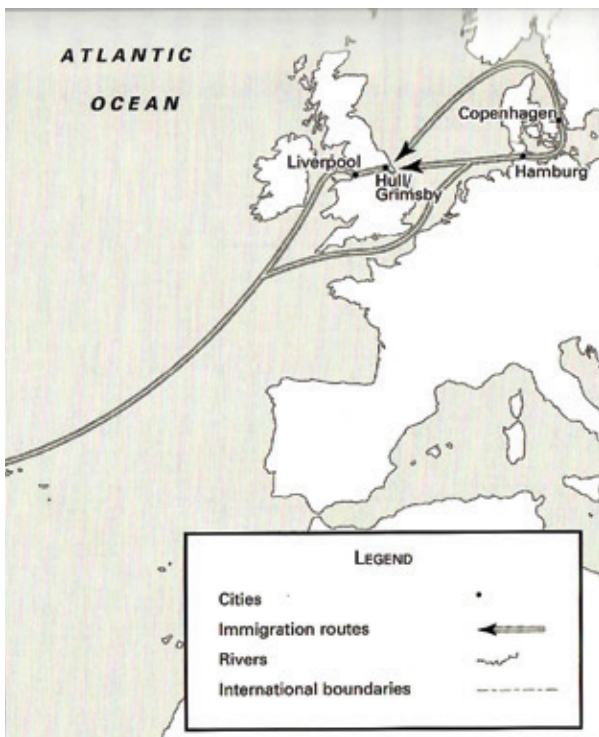 ATLANTIC
OCEAN
Copenhagen
Liverpool
Hull/
Grimsby
Hamburg
LEGEND
Cities
Immigration routes
Rivers
International boundaries